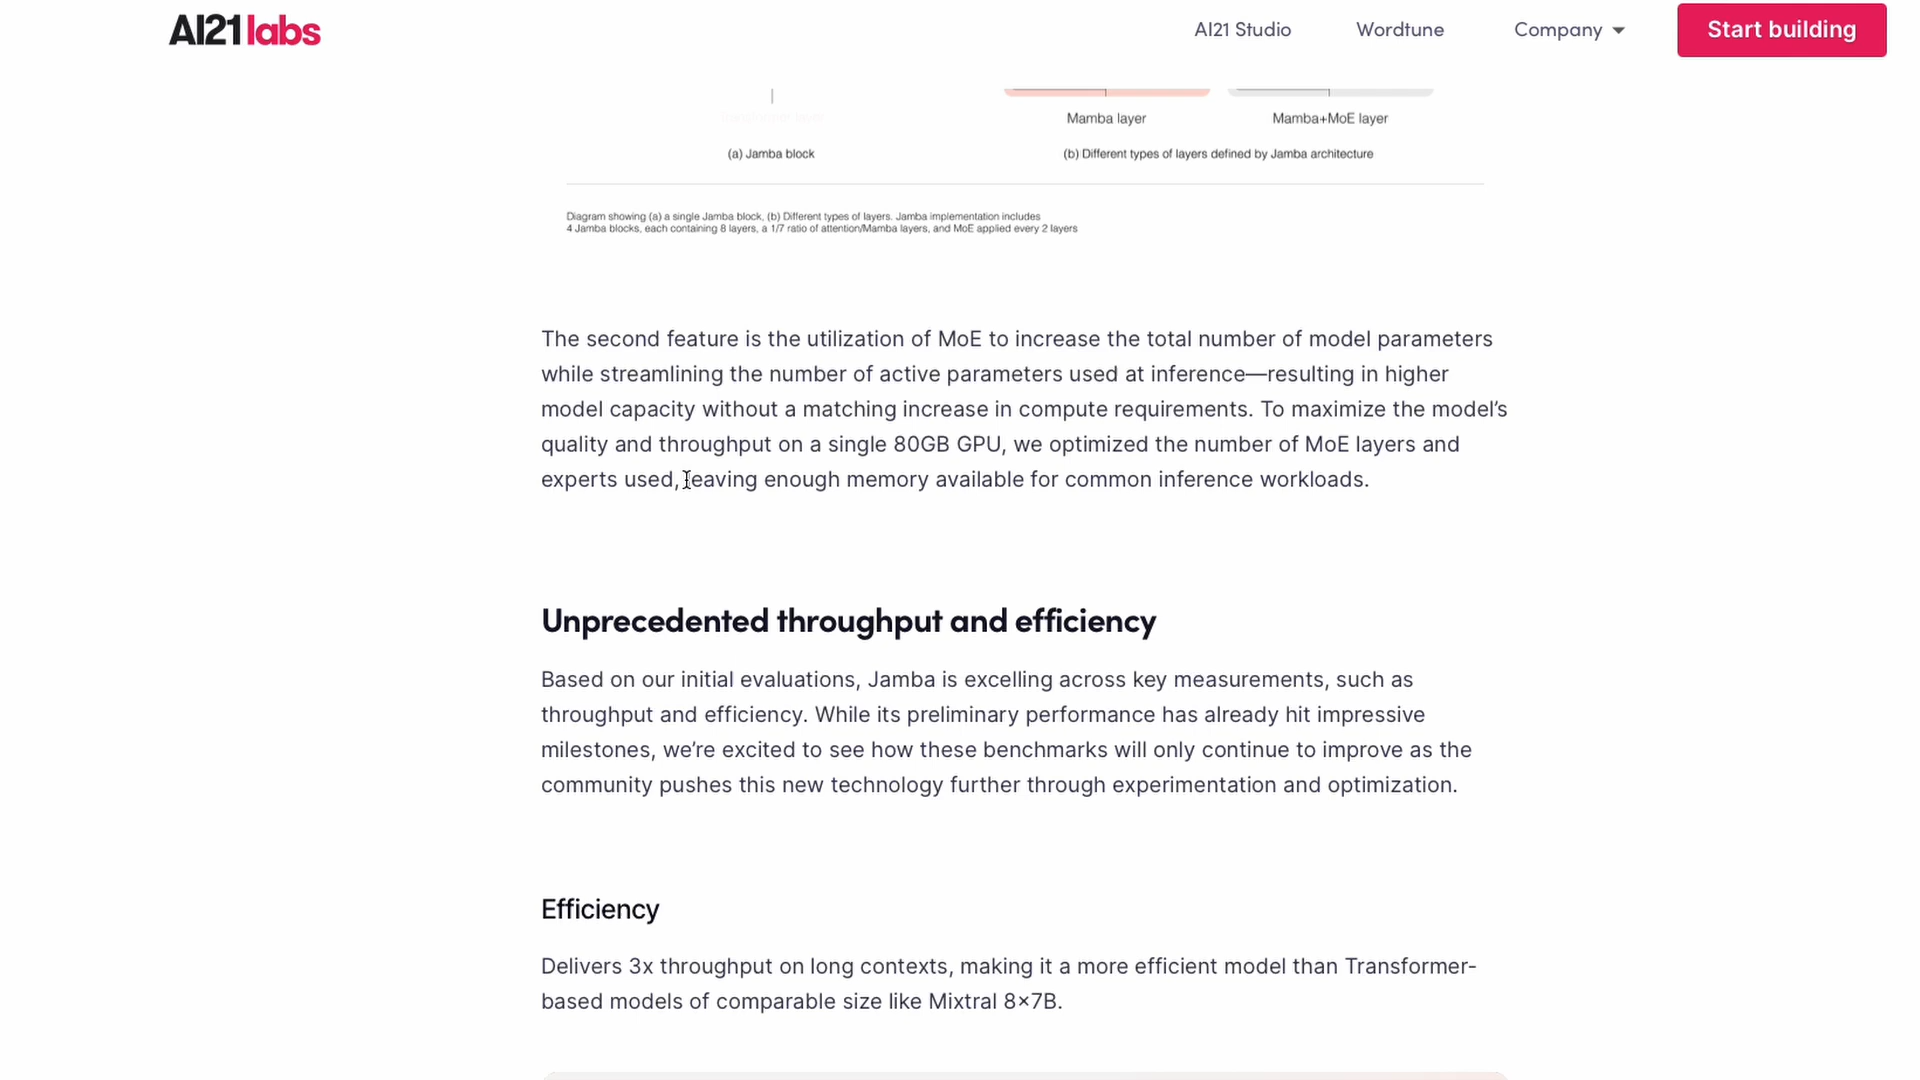 AI21labs
AI21 Studio
Wordtune
Company
Start building
Mamba layer
Mamba+MoE layer
(a) Jamba block
(b) Different types of layers defined by Jamba architecture
Diagram showing (a) a single Jamba block, (b) Different types of layers. Jamba implementation includes
4 Jamba blocks, each containing 8 layers, a 1/7 ratio of attention/Mamba layers, and MoE applied every 2 layers
The second feature is the utilization of MoE to increase the total number of model parameters
while streamlining the number of active parameters used at inference—resulting in higher
model capacity without a matching increase in compute requirements. To maximize the model’s
quality and throughput on a single 80GB GPU, we optimized the number of MoE layers and
experts used, leaving enough memory available for common inference workloads.
Unprecedented throughput and efficiency
Based on our initial evaluations, Jamba is excelling across key measurements, such as
throughput and efficiency. While its preliminary performance has already hit impressive
milestones, we’re excited to see how these benchmarks will only continue to improve as the
community pushes this new technology further through experimentation and optimization.
Efficiency
Delivers 3x throughput on long contexts, making it a more efficient model than Transformer-
based models of comparable size like Mixtral 8×7B.